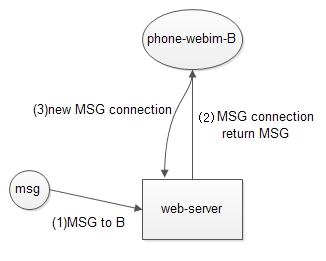 phone-webim-B
(3)new MSG connection
(2) MSG connection
return MSG
msg
(1)MSG to B
web-server